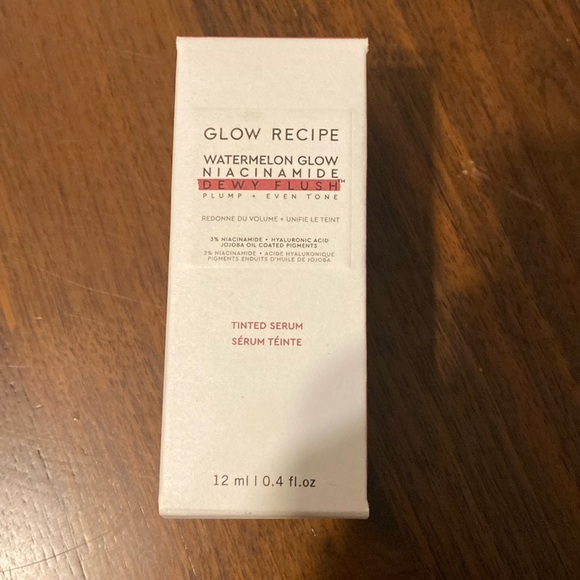 GLOW RECIPE
WATERMELON GLOW
NIACINAMIDE
DEWY FLUSH™
PLUMP + EVEN TONE
REDONNE DU VOLUME + UNIFIE LE TEINT
3% NIACINAMIDE + HYALURONIC ACID
JOJOBA OIL COATED PIGMENTS
3% NIACINAMIDE + ACIDE HYALURONIQUE
PIGMENTS ENDUITS D'HUILE DE JOJOBA
TINTED SERUM
SÉRUM TÉINTE
12 ml | 0.4 fl.oz